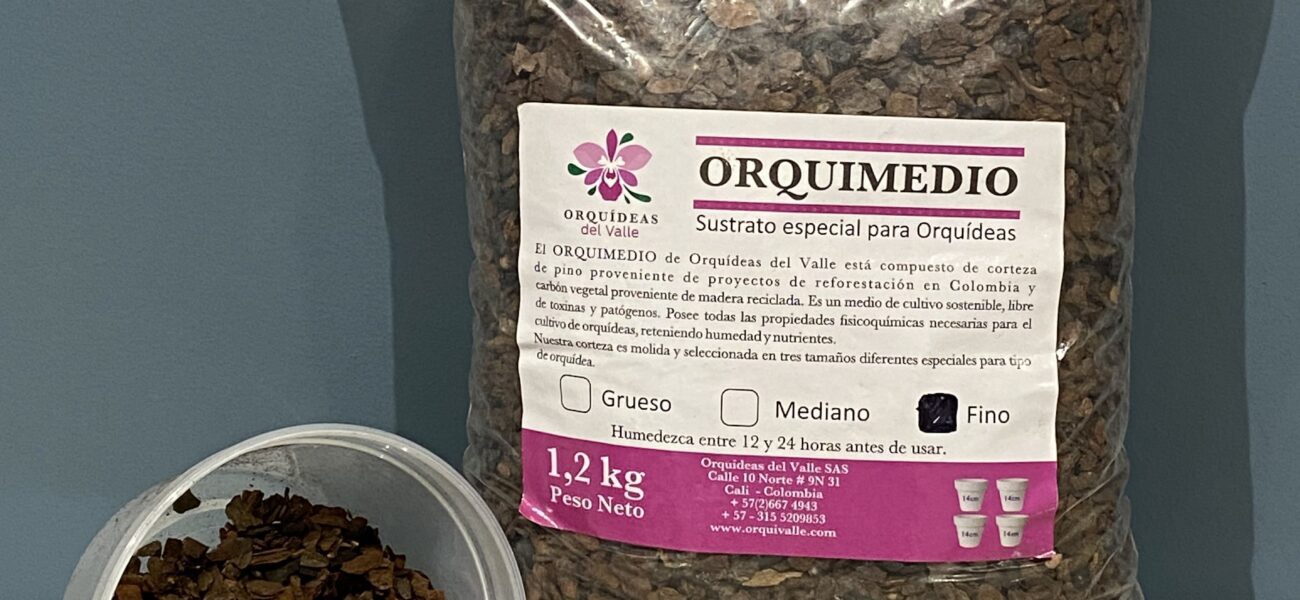 ORQUÍDEAS
del Valle
ORQUIMEDIO
Sustrato especial para Orquídeas
El ORQUIMEDIO de Orquídeas del Valle está compuesto de corteza
de pino proveniente de proyectos de reforestación en Colombia y
carbón vegetal proveniente de madera reciclada. Es un medio de cultivo sostenible, libre
de toxinas y patógenos. Posee todas las propiedades fisicoquímicas necesarias para el
cultivo de orquídeas, reteniendo humedad y nutrientes.
Nuestra corteza es molida y seleccionada en tres tamaños diferentes especiales para tipo
de orquídea.
Grueso Mediano Fino
Humedezca entre 12 y 24 horas antes de usar.
1,2 kg
Peso Neto
Orquídeas del Valle SAS
Calle 10 Norte # 9N 31
Cali - Colombia
+ 57(2)667 4943
+ 57 - 315 5209853
www.orquivalle.com
14cm 14cm
14cm 14cm